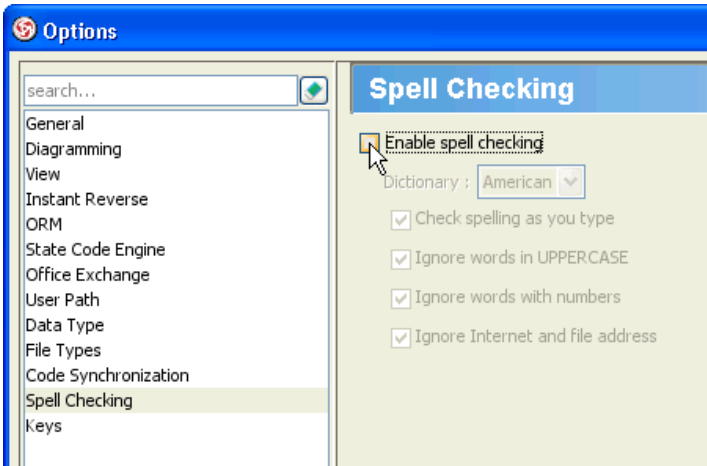 Options
search...
General
Diagramming
View
Instant Reverse
ORM
State Code Engine
Office Exchange
User Path
Data Type
File Types
Code Synchronization
Spell Checking
Keys
Spell Checking
Enable spell checking
Dictionary : American
Check spelling as you type
Ignore words in UPPERCASE
Ignore words with numbers
Ignore Internet and file address